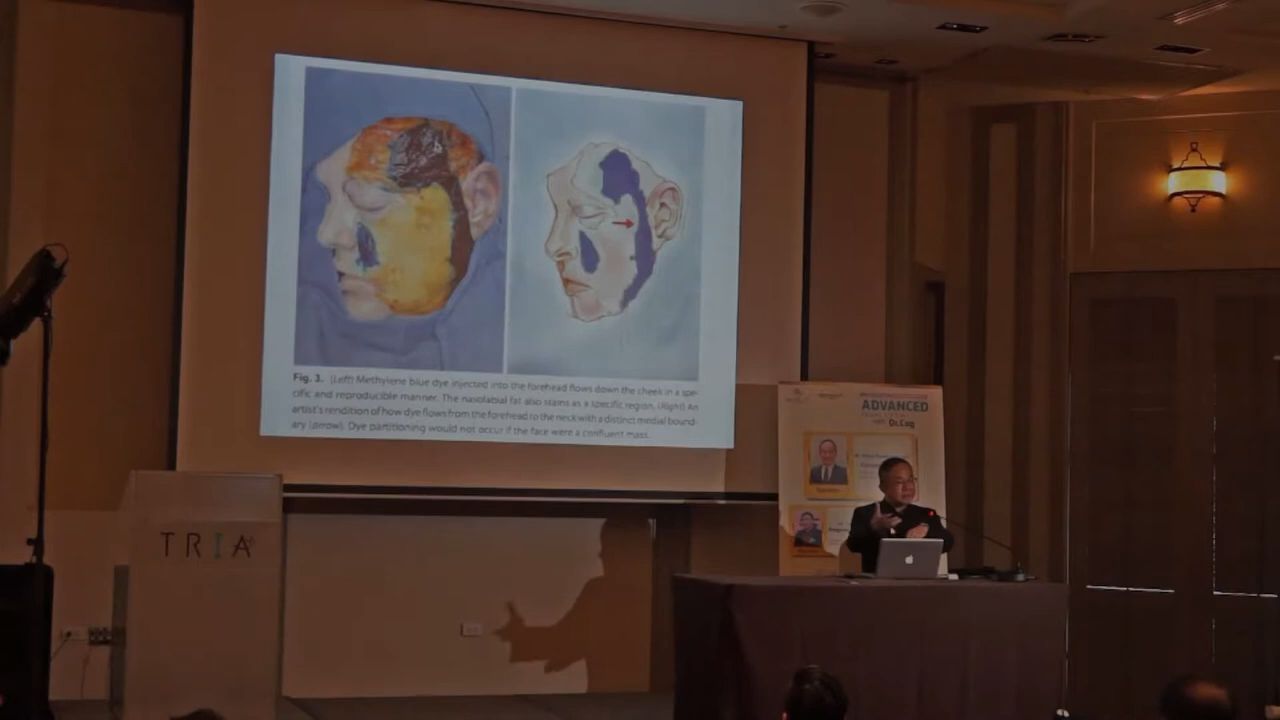 Fig. 3. (Left) Methylene blue dye injected into the forehead flows down the cheek in a spe-
cific and reproducible manner. The nasolabial fat also stains as a specific region. (Right) An
artist's rendition of how dye flows from the forehead to the neck with a distinct medial bound-
ary (arrow). Dye partitioning would not occur if the face were a confluent mass.
TRIA
ADVANCED